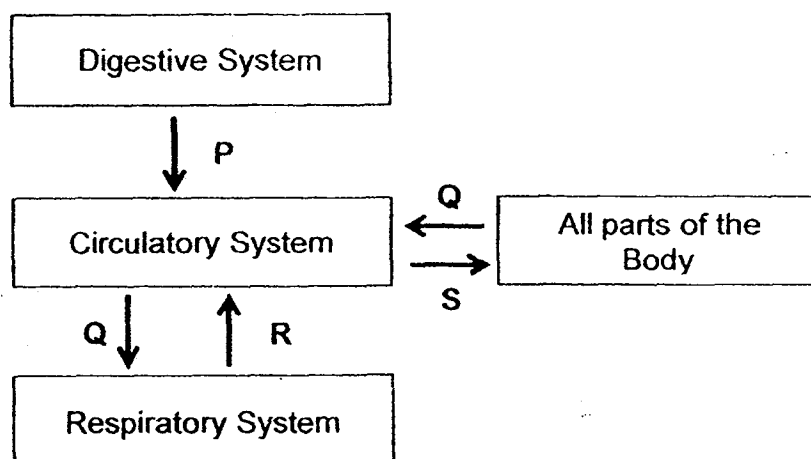 Digestive System
P
Circulatory System
Q
All parts of the
Body
S
Q
R
Respiratory System